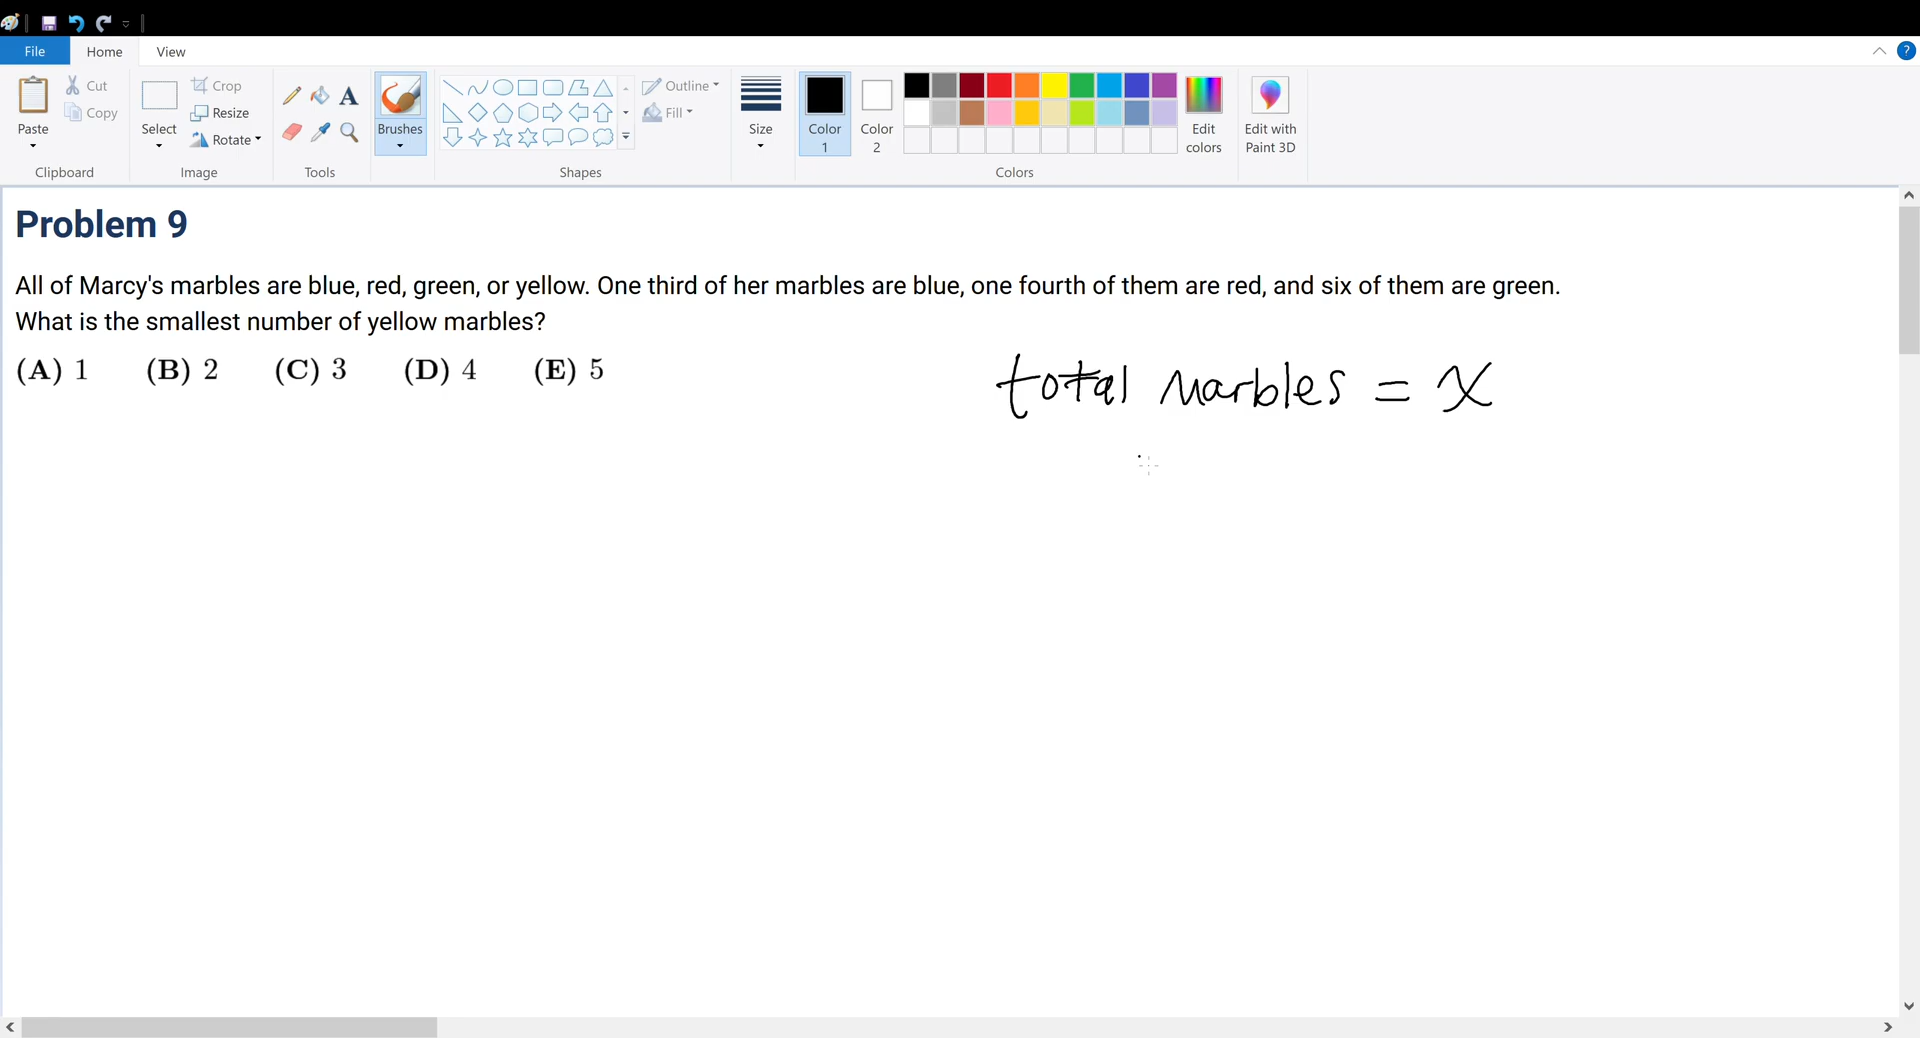 File Home View
Paste Cut Copy Clipboard
Select Crop Resize Rotate Image
A Tools
Brushes
Shapes Outline Fill
Size
Color 1 Color 2 Edit colors Colors
Edit with Paint 3D
?
Problem 9
All of Marcy's marbles are blue, red, green, or yellow. One third of her marbles are blue, one fourth of them are red, and six of them are green.
What is the smallest number of yellow marbles?
(A) 1 (B) 2 (C) 3 (D) 4 (E) 5
total marbles = x